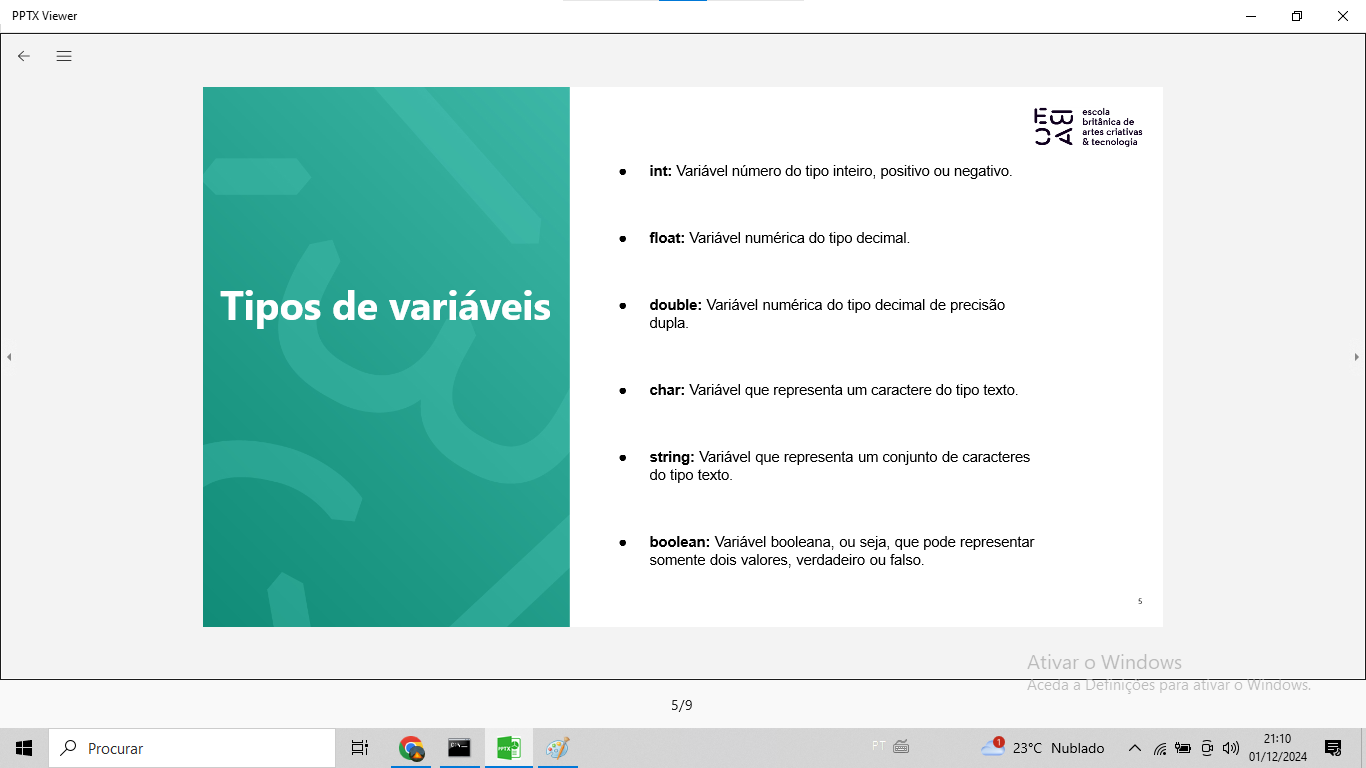 PPTX Viewer
escola
britânica de
artes criativas
& tecnologia
Tipos de variáveis
● int: Variável número do tipo inteiro, positivo ou negativo.
● float: Variável numérica do tipo decimal.
● double: Variável numérica do tipo decimal de precisão
dupla.
● char: Variável que representa um caractere do tipo texto.
● string: Variável que representa um conjunto de caracteres
do tipo texto.
● boolean: Variável booleana, ou seja, que pode representar
somente dois valores, verdadeiro ou falso.
5
Ativar o Windows
Aceda a Definições para ativar o Windows.
5/9
Procurar
PPTX
PT
1
23°C Nublado
21:10
01/12/2024